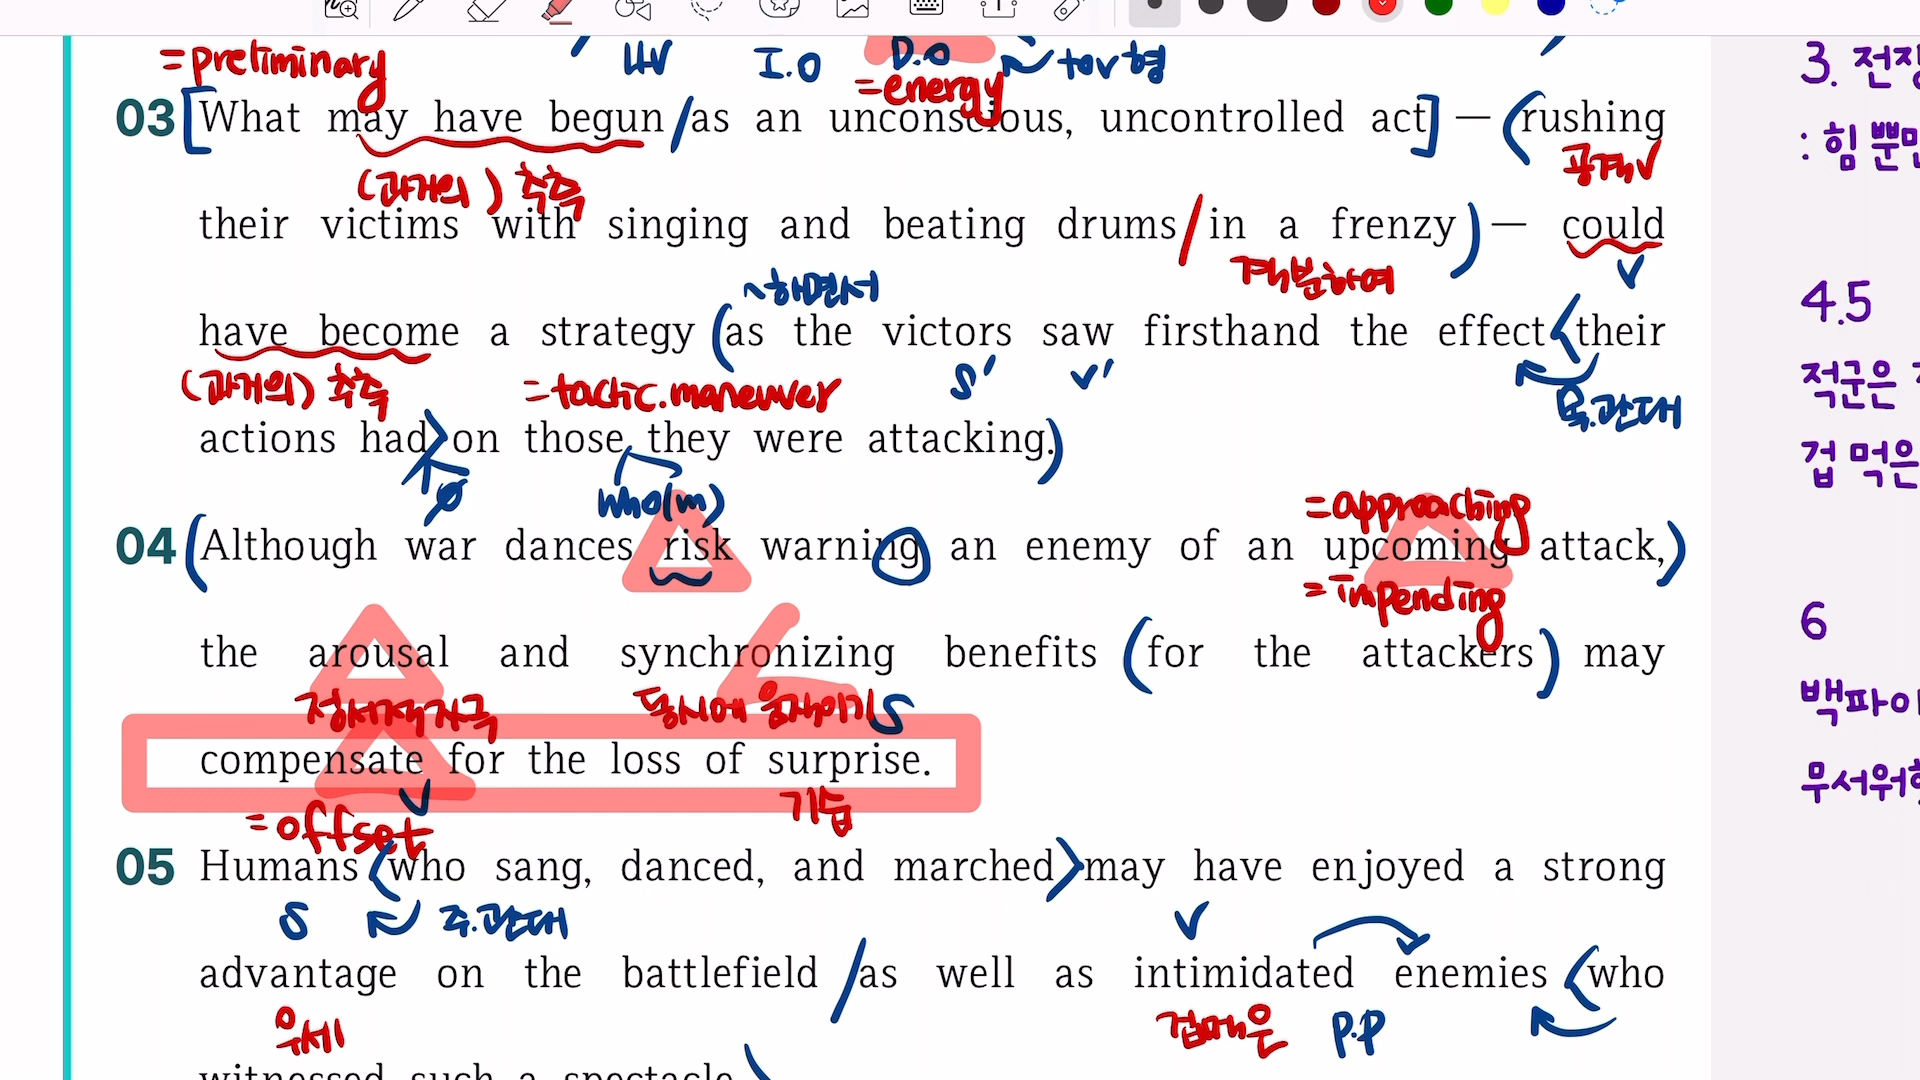 =preliminary HV I.O D.O to v형 3. 전장
=energy
03 What may have begun / as an unconscious, uncontrolled act — (rushing
: 힘 뿐만
(과거의) 추측 공격 v
their victims with singing and beating drums / in a frenzy) — could
~하면서 격분하여 v
4.5
have become a strategy (as the victors saw firsthand the effect <their
(과거의) 추측 =tactic.maneuver s' v' 목.관대
적군은
actions had> on those they were attacking.)
겁 먹은
who(m) =approaching
04 (Although war dances risk warning an enemy of an upcoming attack,)
=impending
6
the arousal and synchronizing benefits (for the attackers) may
정서적 자극 동시에 움직이기 S
백파이
compensate for the loss of surprise.
무서워
v 기습
=offset
05 Humans <who sang, danced, and marched> may have enjoyed a strong
S 주.관대 v
advantage on the battlefield / as well as intimidated enemies <who
우세 겁먹은 P.P
witnessed such a spectacle.